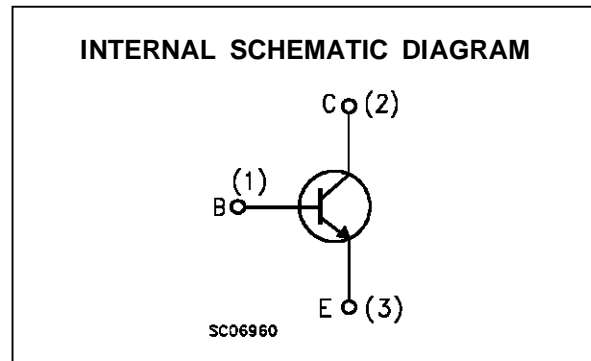 INTERNAL SCHEMATIC DIAGRAM
C (2)
(1)
B
E (3)
SC06960